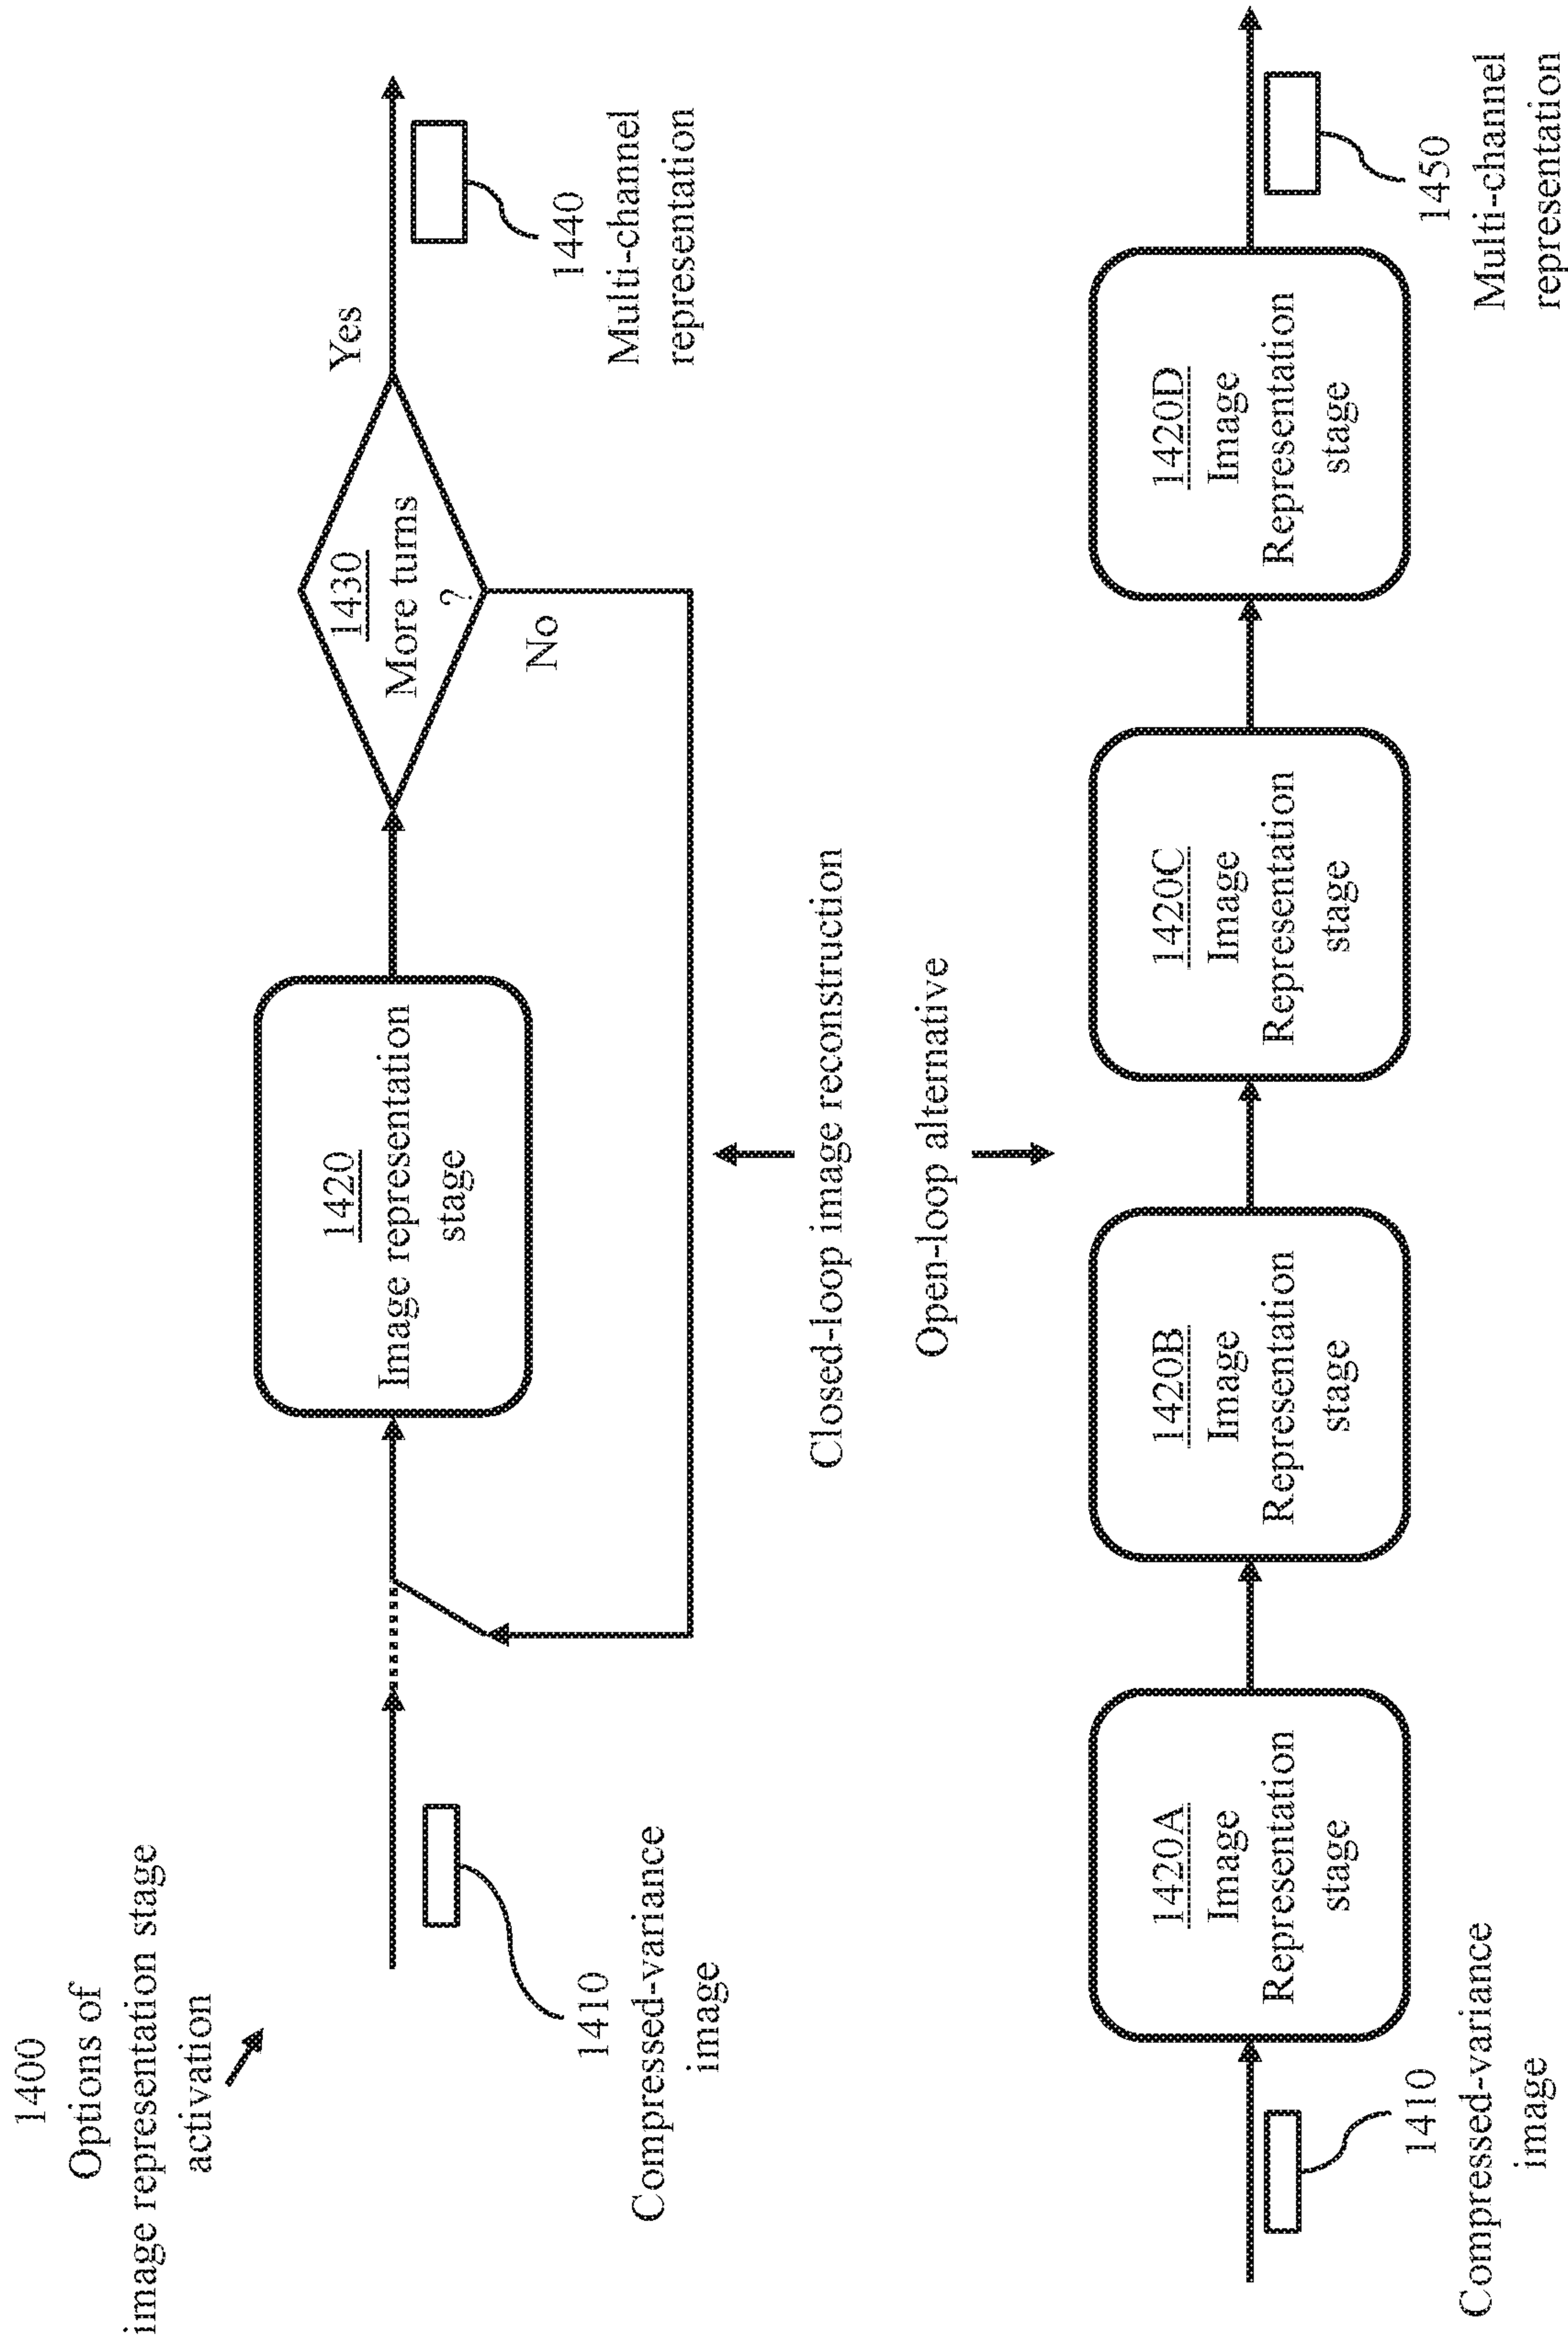 1400
Options of
image representation stage
activation
1410
Compressed-variance
image
1420
Image representation
stage
1430
More turns
?
Yes
No
1440
Multi-channel
representation
Closed-loop image reconstruction
Open-loop alternative
1410
Compressed-variance
image
1420A
Image
Representation
stage
1420B
Image
Representation
stage
1420C
Image
Representation
stage
1420D
Image
Representation
stage
1450
Multi-channel
representation